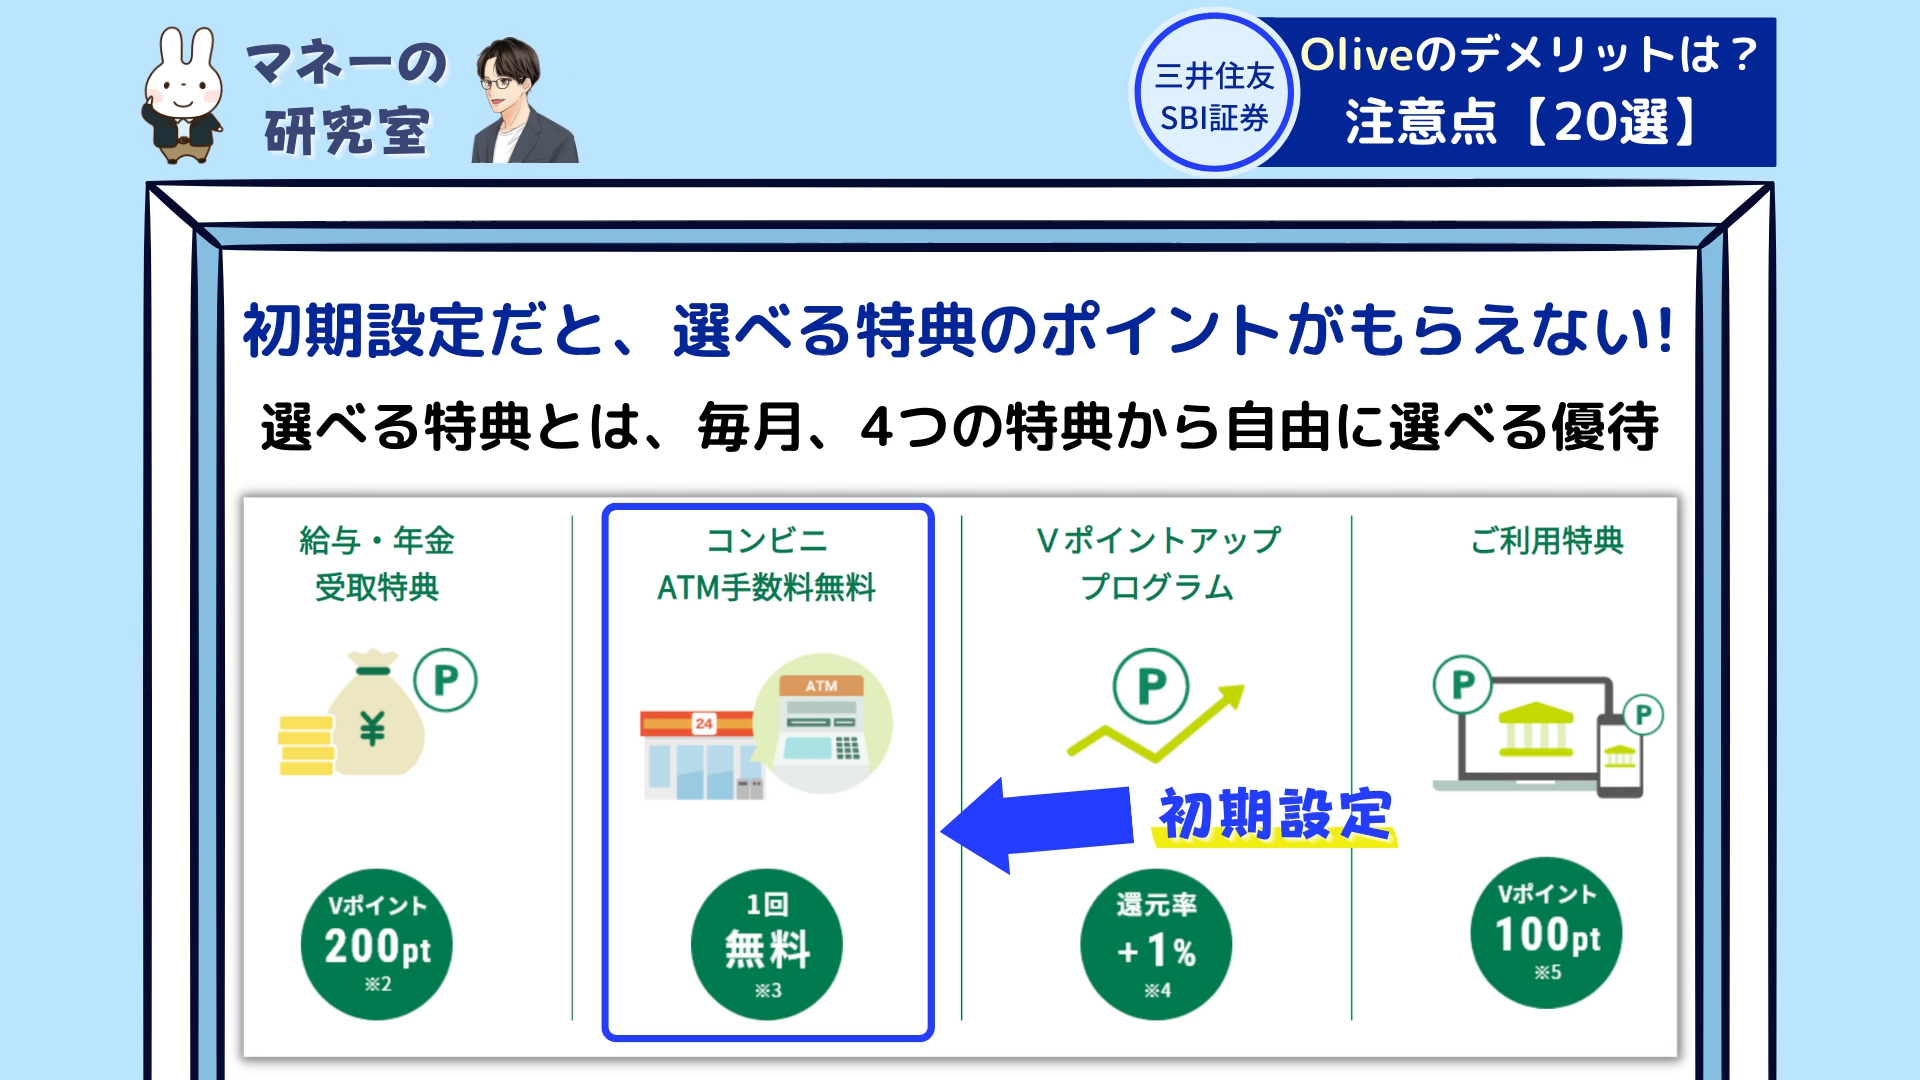 マネーの
研究室
三井住友
SBI証券
Oliveのデメリットは？
注意点【20選】
初期設定だと、選べる特典のポイントがもらえない!
選べる特典とは、毎月、4つの特典から自由に選べる優待
給与・年金
受取特典
P
¥
Vポイント
200pt
※2
コンビニ
ATM手数料無料
ATM
24
1回
無料
※3
Vポイントアップ
プログラム
P
初期設定
還元率
+1%
※4
ご利用特典
P
P
Vポイント
100pt
※5